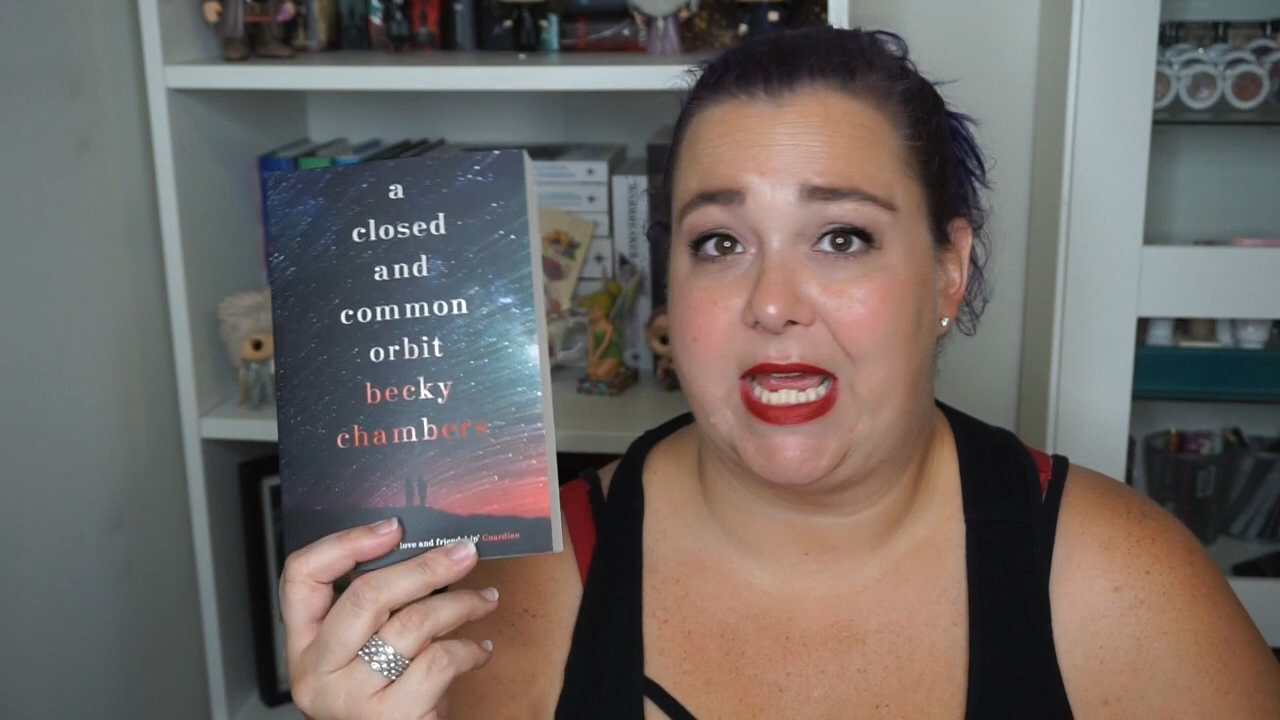 a
closed
and
common
orbit
becky
chambers
love and friendship' Guardian